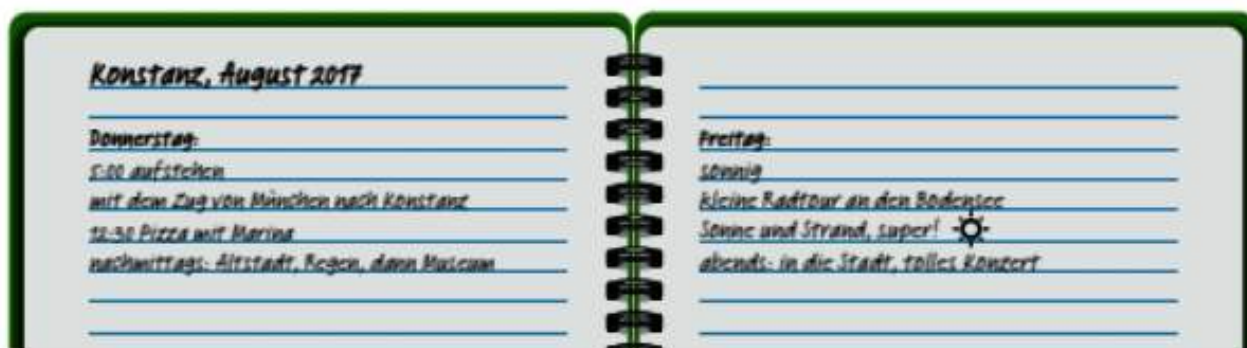 Konstanz, August 2017
Donnerstag:
5:00 aufstehen
mit dem Zug von München nach Konstanz
12:30 Pizza mit Marina
nachmittags: Altstadt, Regen, dann Museum
Freitag:
sonnig
kleine Radtour an den Bodensee
Sonne und Strand, super!
abends: in die Stadt, tolles Konzert